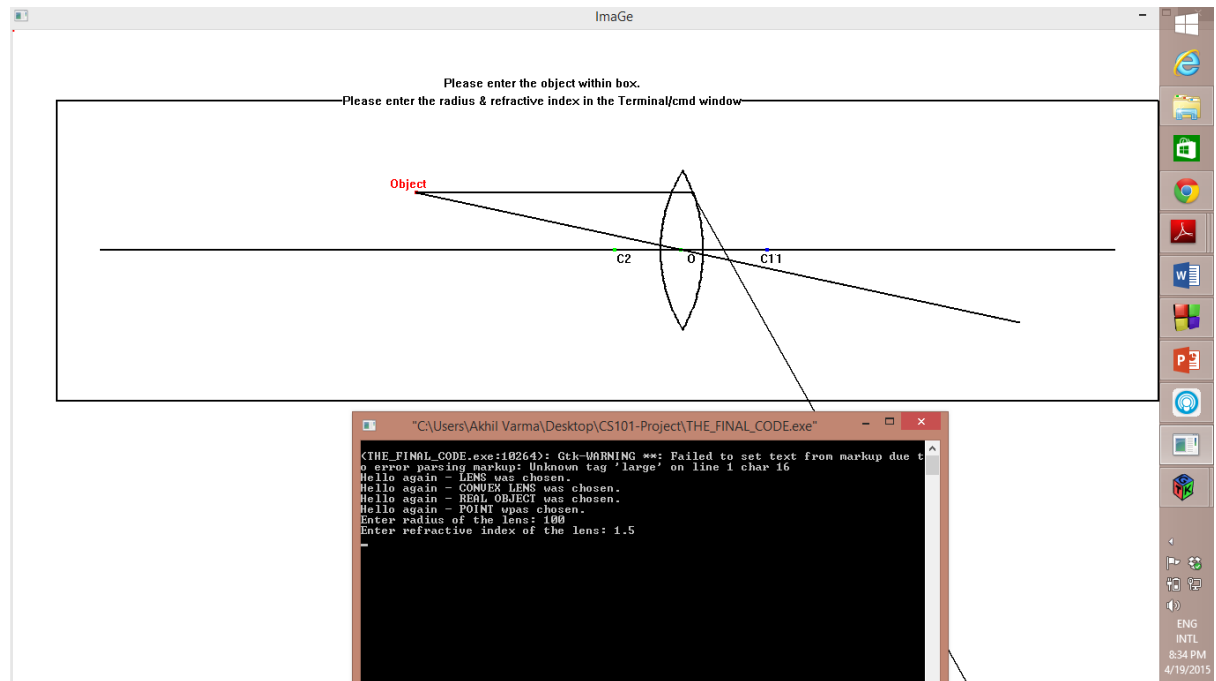 ImaGe
Please enter the object within box.
Please enter the radius & refractive index in the Terminal/cmd window
Object
C2
O
C11
"C:\Users\Akhil Varma\Desktop\CS101-Project\THE_FINAL_CODE.exe"
(THE_FINAL_CODE.exe:10264): Gtk-WARNING **: Failed to set text from markup due t
o error parsing markup: Unknown tag 'large' on line 1 char 16
Hello again - LENS was chosen.
Hello again - CONVEX LENS was chosen.
Hello again - REAL OBJECT was chosen.
Hello again - POINT wpas chosen.
Enter radius of the lens: 100
Enter refractive index of the lens: 1.5
ENG
INTL
8:34 PM
4/19/2015